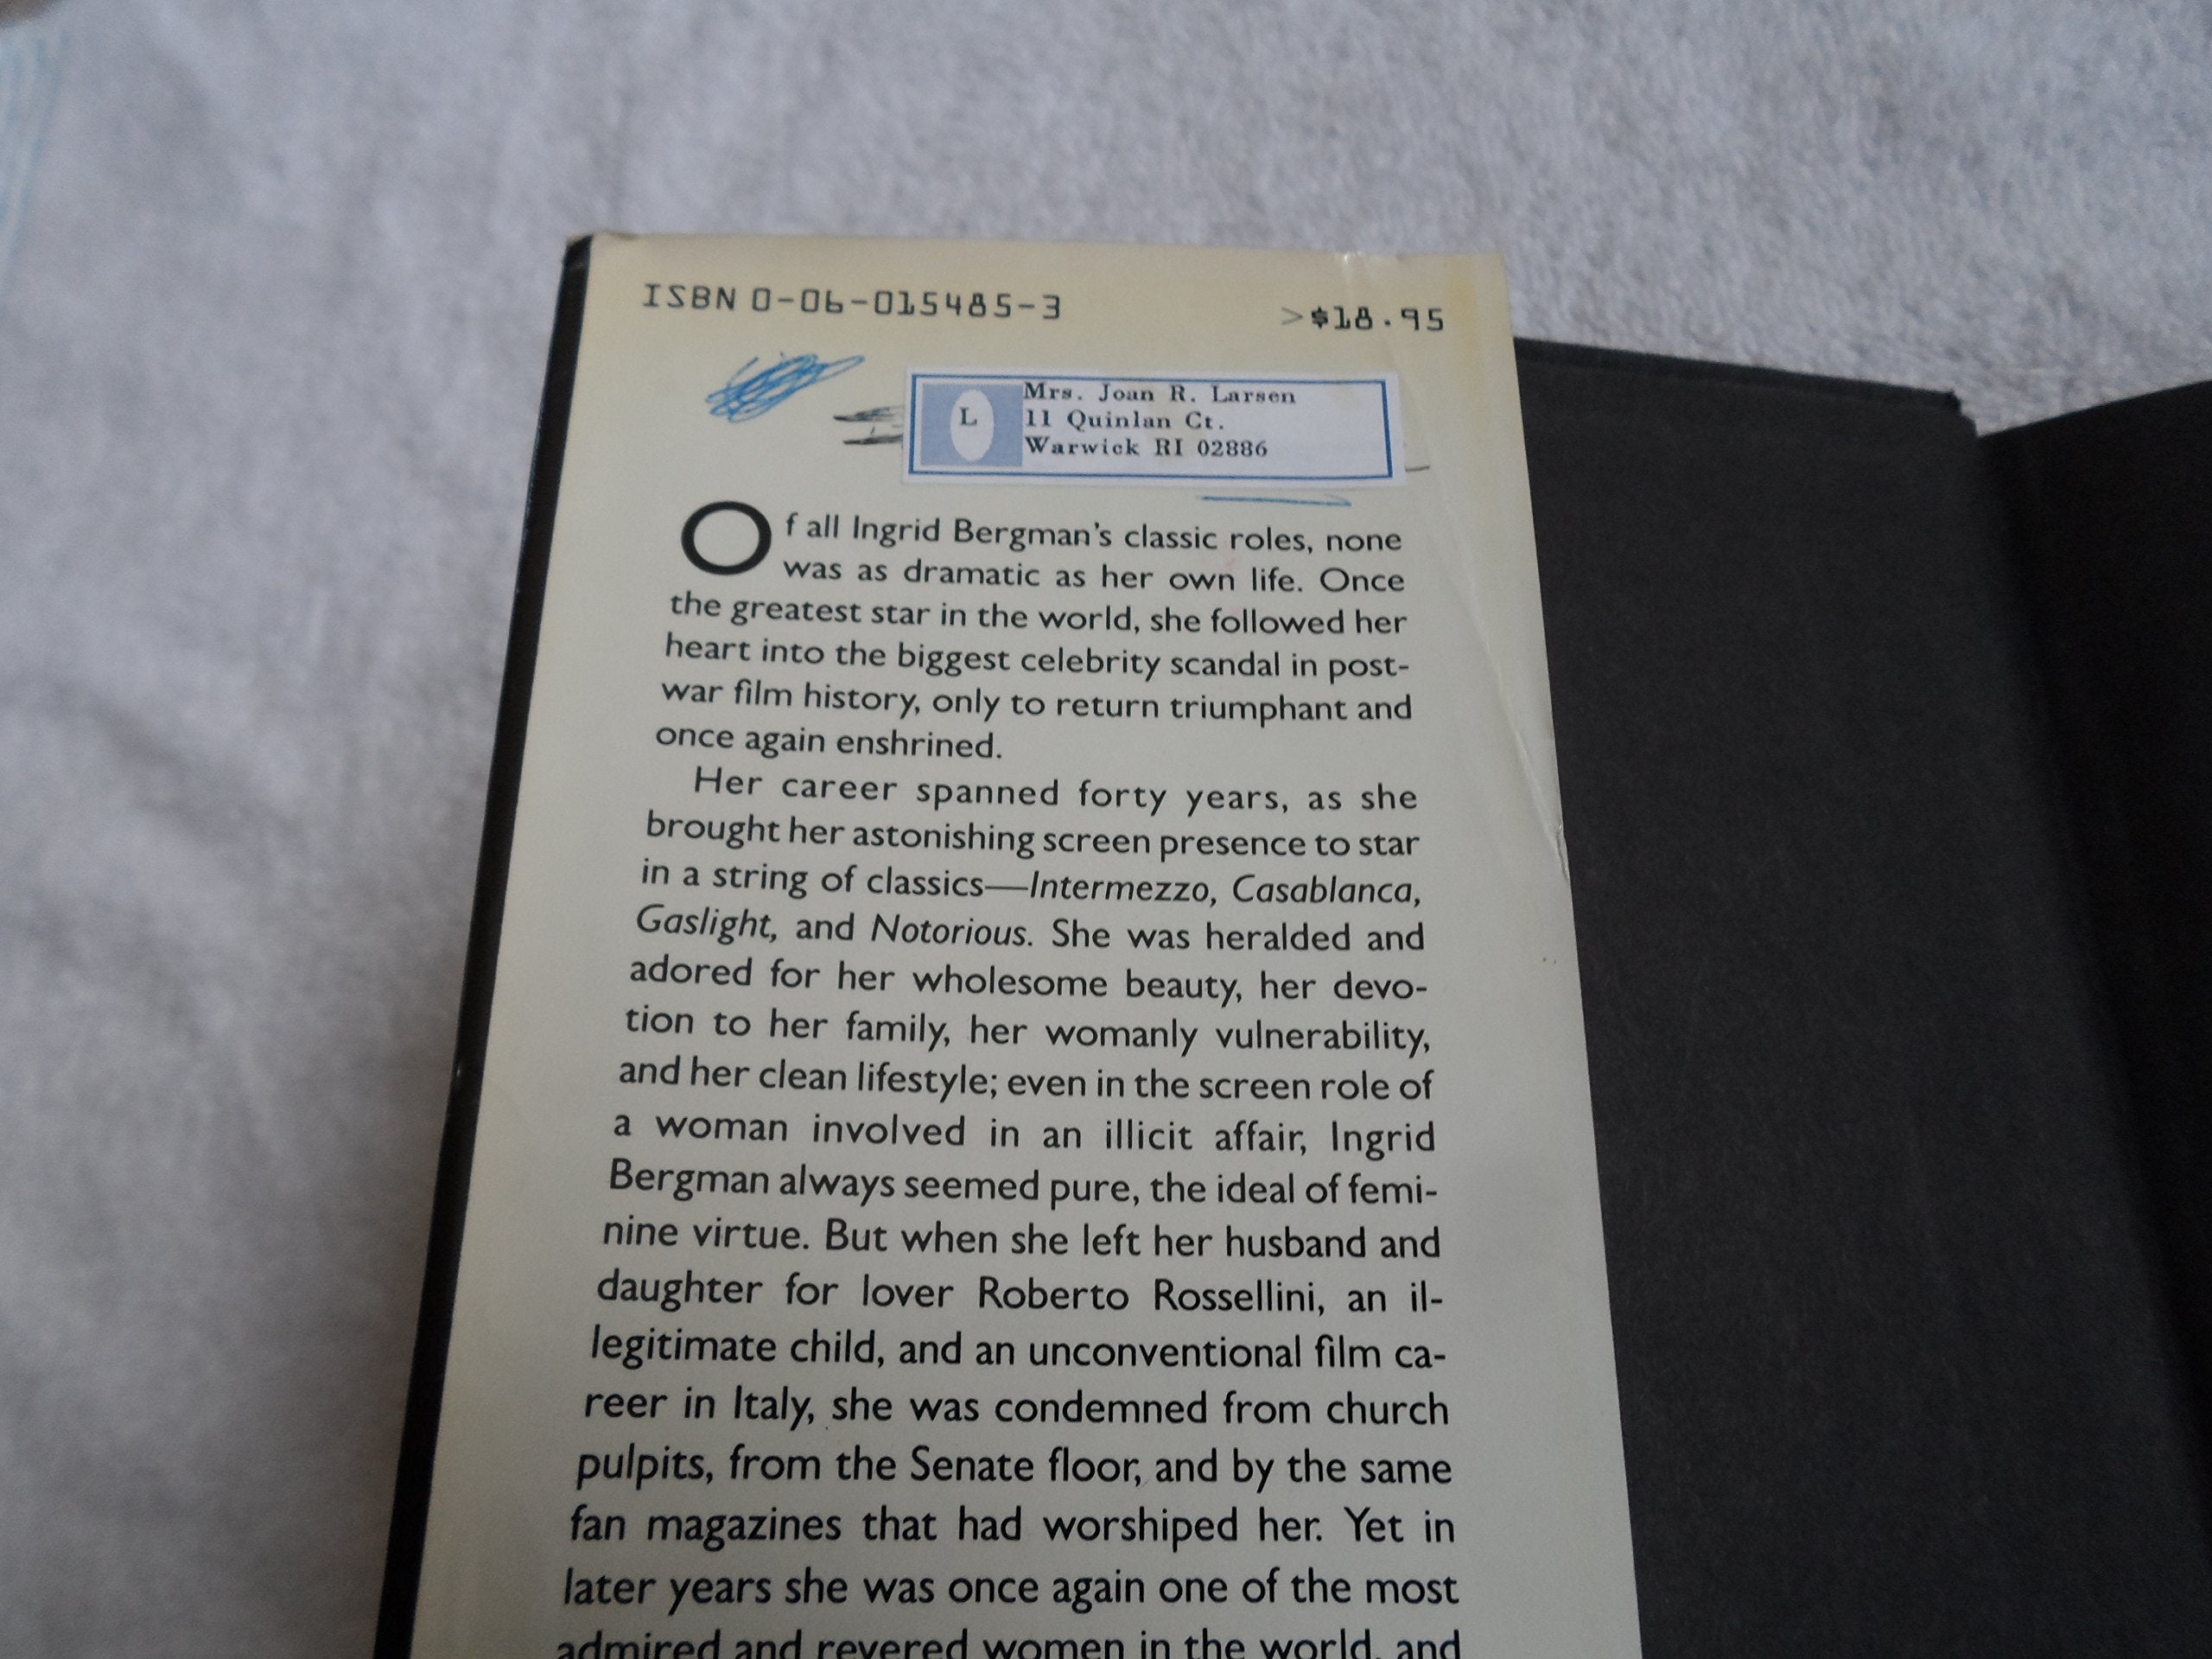 ISBN 0-06-015485-3
>$18.95
L
Mrs. Joan R. Larsen
11 Quinlan Ct.
Warwick RI 02886
Of all Ingrid Bergman's classic roles, none
was as dramatic as her own life. Once
the greatest star in the world, she followed her
heart into the biggest celebrity scandal in post-
war film history, only to return triumphant and
once again enshrined.
Her career spanned forty years, as she
brought her astonishing screen presence to star
in a string of classics—Intermezzo, Casablanca,
Gaslight, and Notorious. She was heralded and
adored for her wholesome beauty, her devo-
tion to her family, her womanly vulnerability,
and her clean lifestyle; even in the screen role of
a woman involved in an illicit affair, Ingrid
Bergman always seemed pure, the ideal of femi-
nine virtue. But when she left her husband and
daughter for lover Roberto Rossellini, an il-
legitimate child, and an unconventional film ca-
reer in Italy, she was condemned from church
pulpits, from the Senate floor, and by the same
fan magazines that had worshiped her. Yet in
later years she was once again one of the most
admired and revered women in the world, and